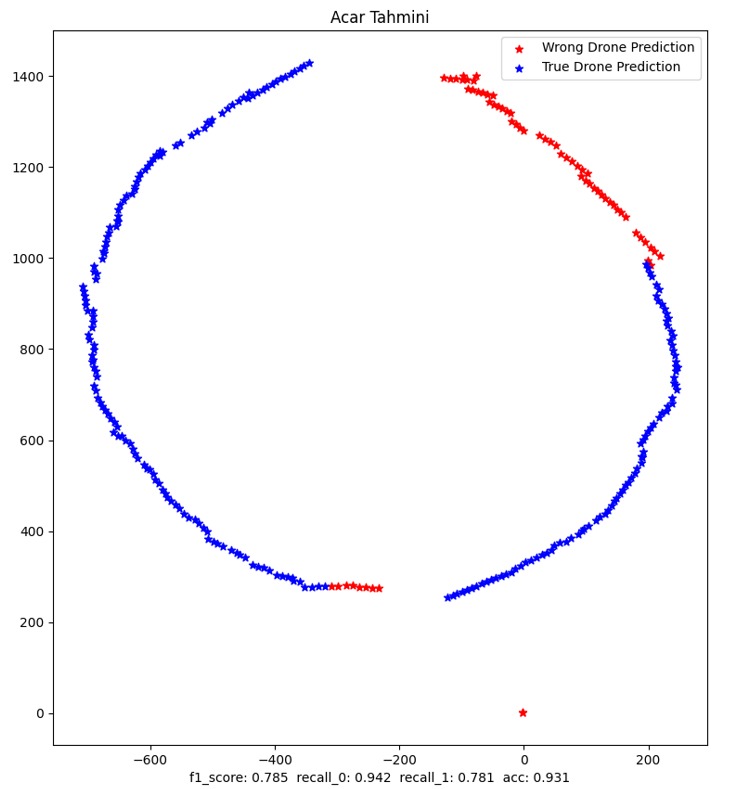 Acar Tahmini
Wrong Drone Prediction
True Drone Prediction
1400
1200
1000
800
600
400
200
0
−600 −400 −200 0 200
f1_score: 0.785 recall_0: 0.942 recall_1: 0.781 acc: 0.931